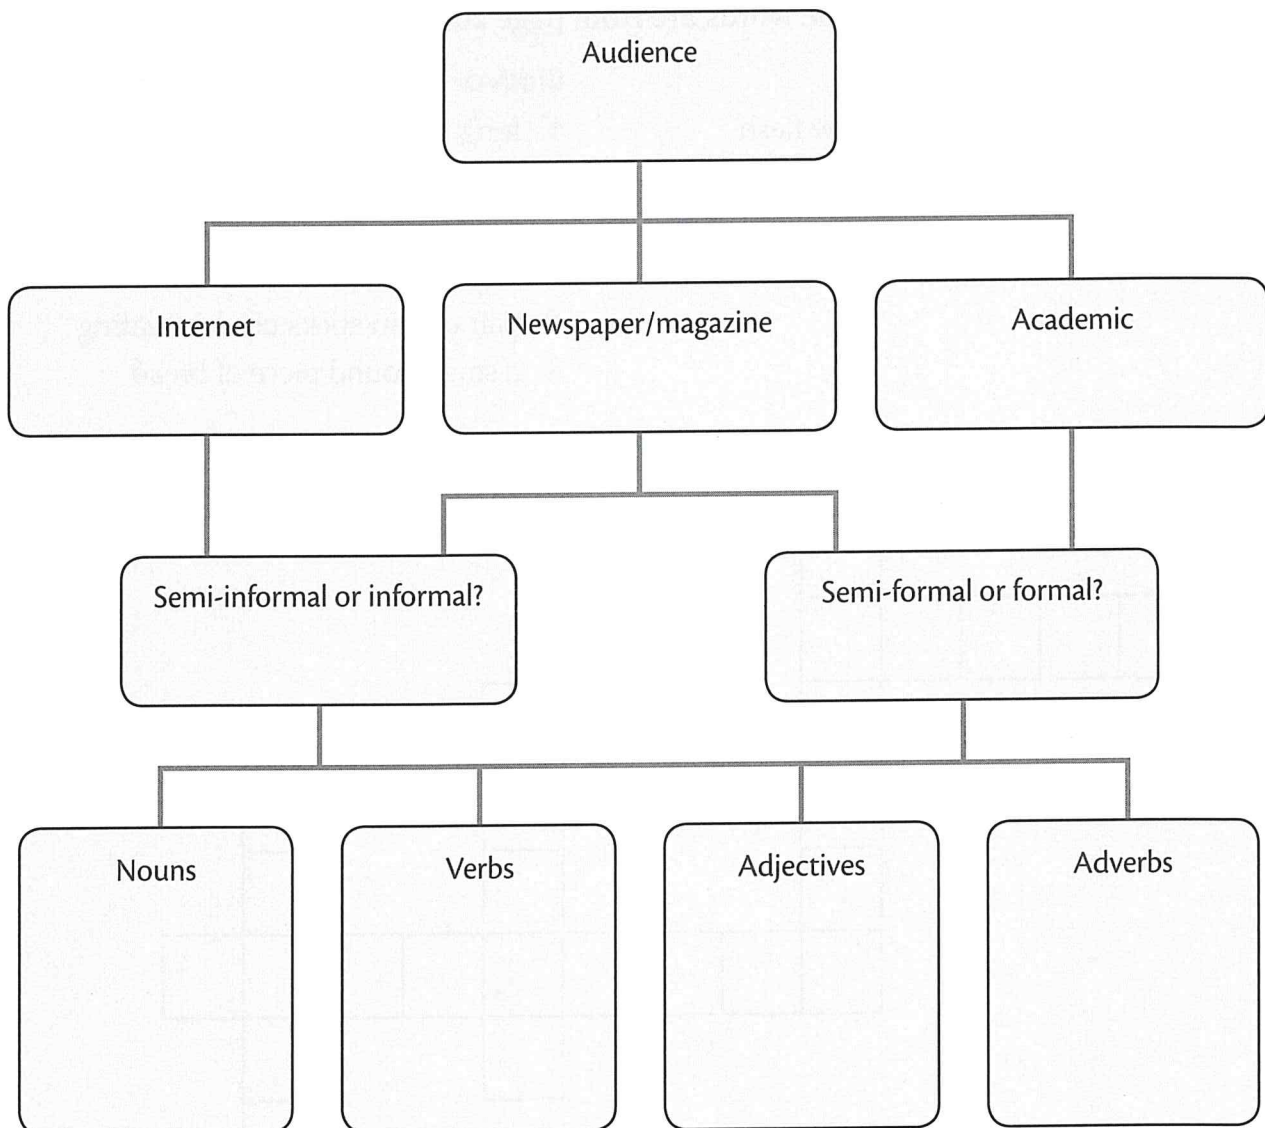 Audience
Internet
Newspaper/magazine
Academic
Semi-informal or informal?
Semi-formal or formal?
Nouns
Verbs
Adjectives
Adverbs